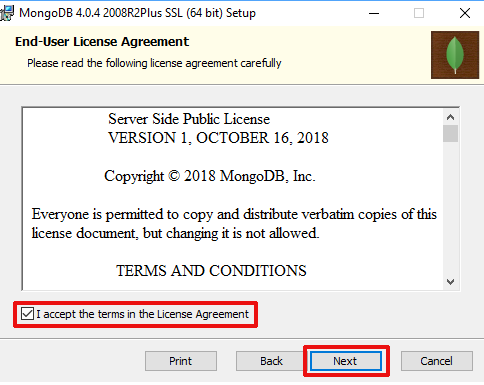 MongoDB 4.0.4 2008R2Plus SSL (64 bit) Setup
End-User License Agreement
Please read the following license agreement carefully
Server Side Public License
VERSION 1, OCTOBER 16, 2018
Copyright © 2018 MongoDB, Inc.
Everyone is permitted to copy and distribute verbatim copies of this
license document, but changing it is not allowed.
TERMS AND CONDITIONS
I accept the terms in the License Agreement
Print Back Next Cancel